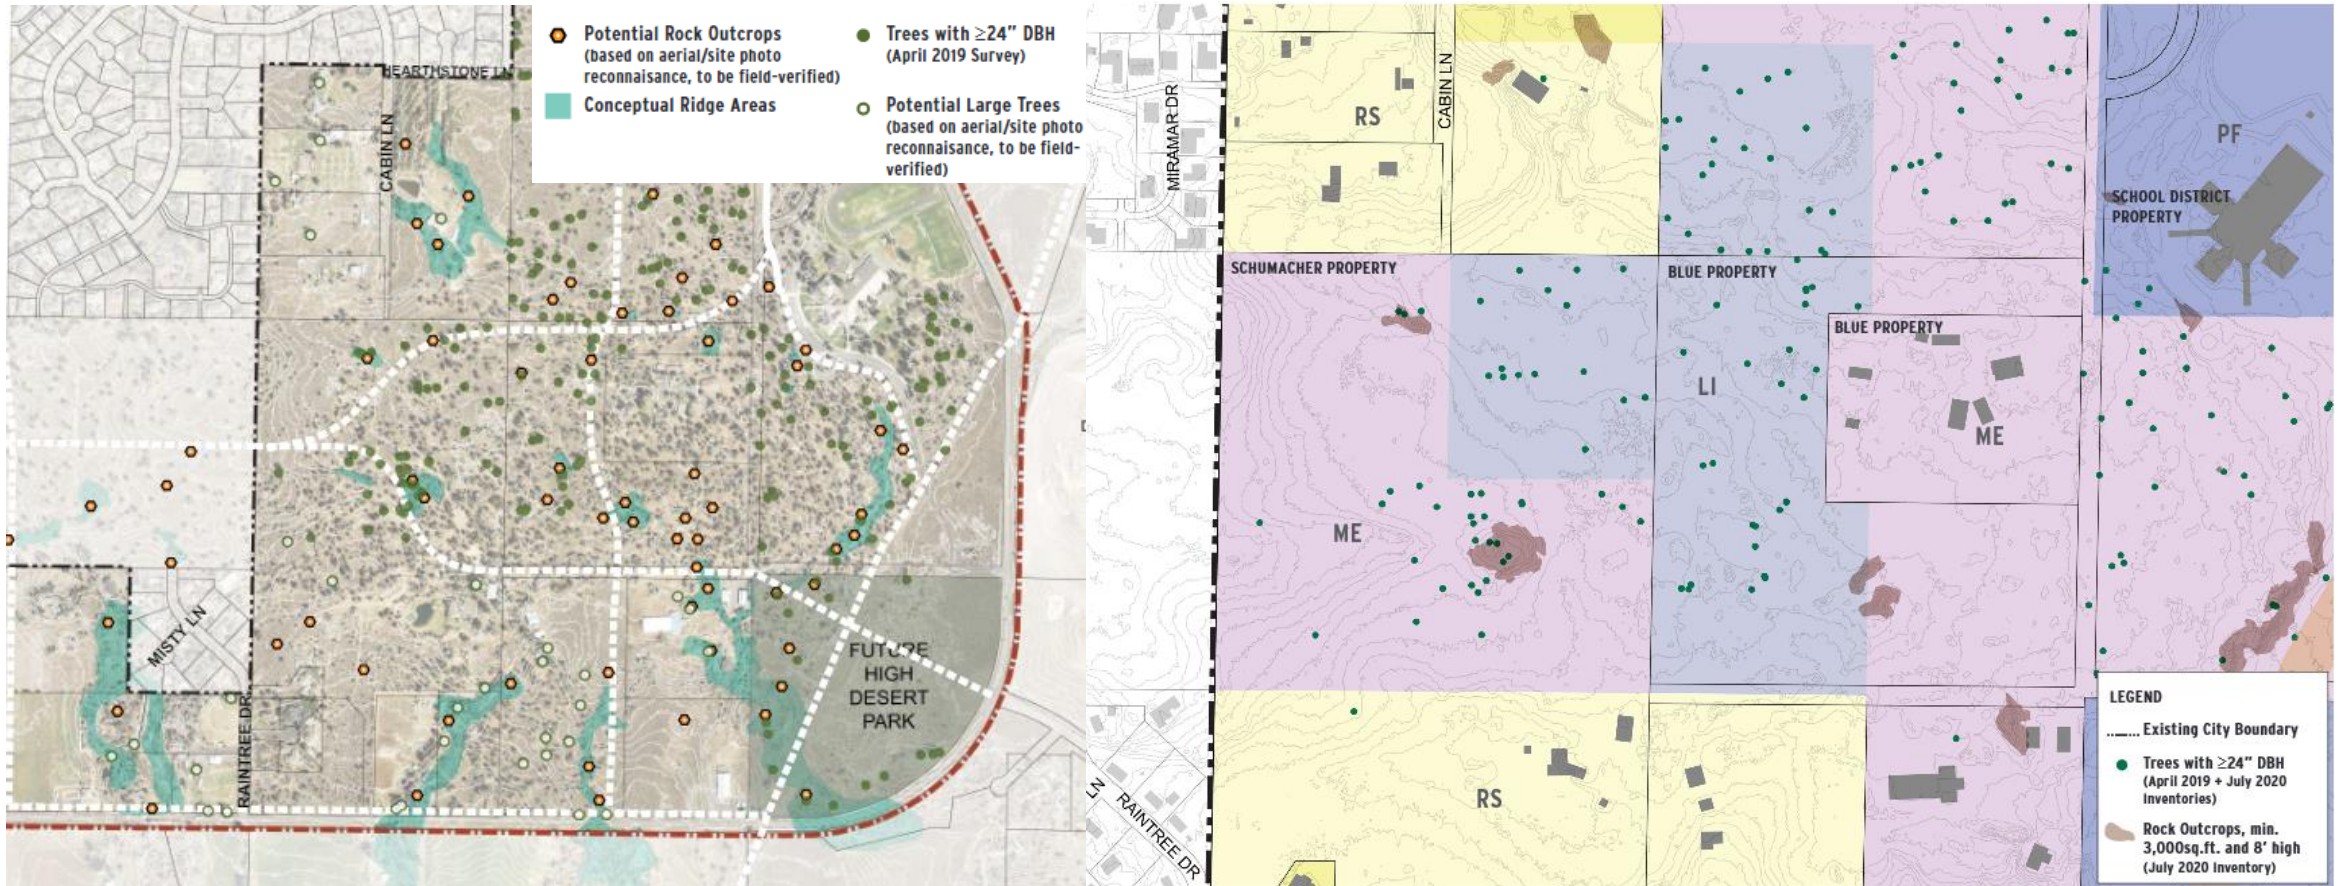 Potential Rock Outcrops
(based on aerial/site photo
reconnaisance, to be field-verified)
Conceptual Ridge Areas
Trees with ≥24" DBH
(April 2019 Survey)
Potential Large Trees
(based on aerial/site photo
reconnaisance, to be field-
verified)
HEARTHSTONE LN
CABIN LN
MISTY LN
RAINTREE DR
FUTURE
HIGH
DESERT
PARK
MIRAMAR DR
CABIN LN
RS
PF
SCHOOL DISTRICT
PROPERTY
SCHUMACHER PROPERTY
BLUE PROPERTY
BLUE PROPERTY
LI
ME
ME
RS
LN
RAINTREE DR
LEGEND
Existing City Boundary
Trees with ≥24" DBH
(April 2019 + July 2020
Inventories)
Rock Outcrops, min.
3,000sq.ft. and 8' high
(July 2020 Inventory)